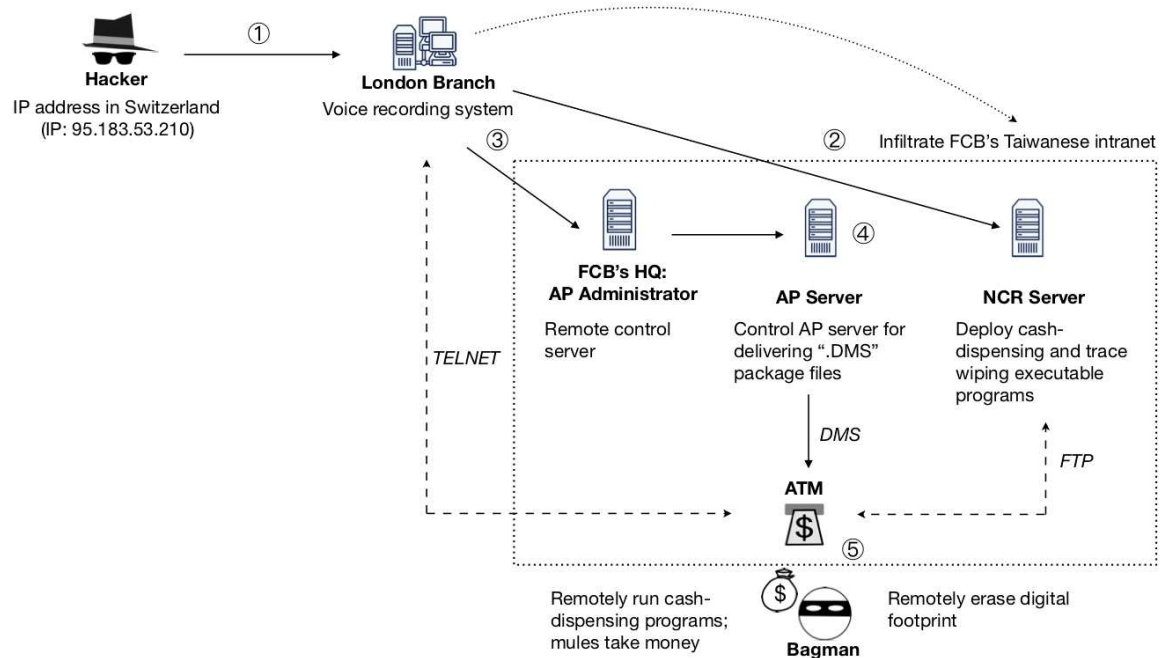 ①
Hacker
IP address in Switzerland
(IP: 95.183.53.210)
London Branch
Voice recording system
②
Infiltrate FCB's Taiwanese intranet
③
FCB's HQ:
AP Administrator
Remote control
server
④
AP Server
Control AP server for
delivering “.DMS”
package files
NCR Server
Deploy cash-
dispensing and trace
wiping executable
programs
TELNET
DMS
FTP
ATM
$
⑤
Remotely run cash-
dispensing programs;
mules take money
$
Bagman
Remotely erase digital
footprint